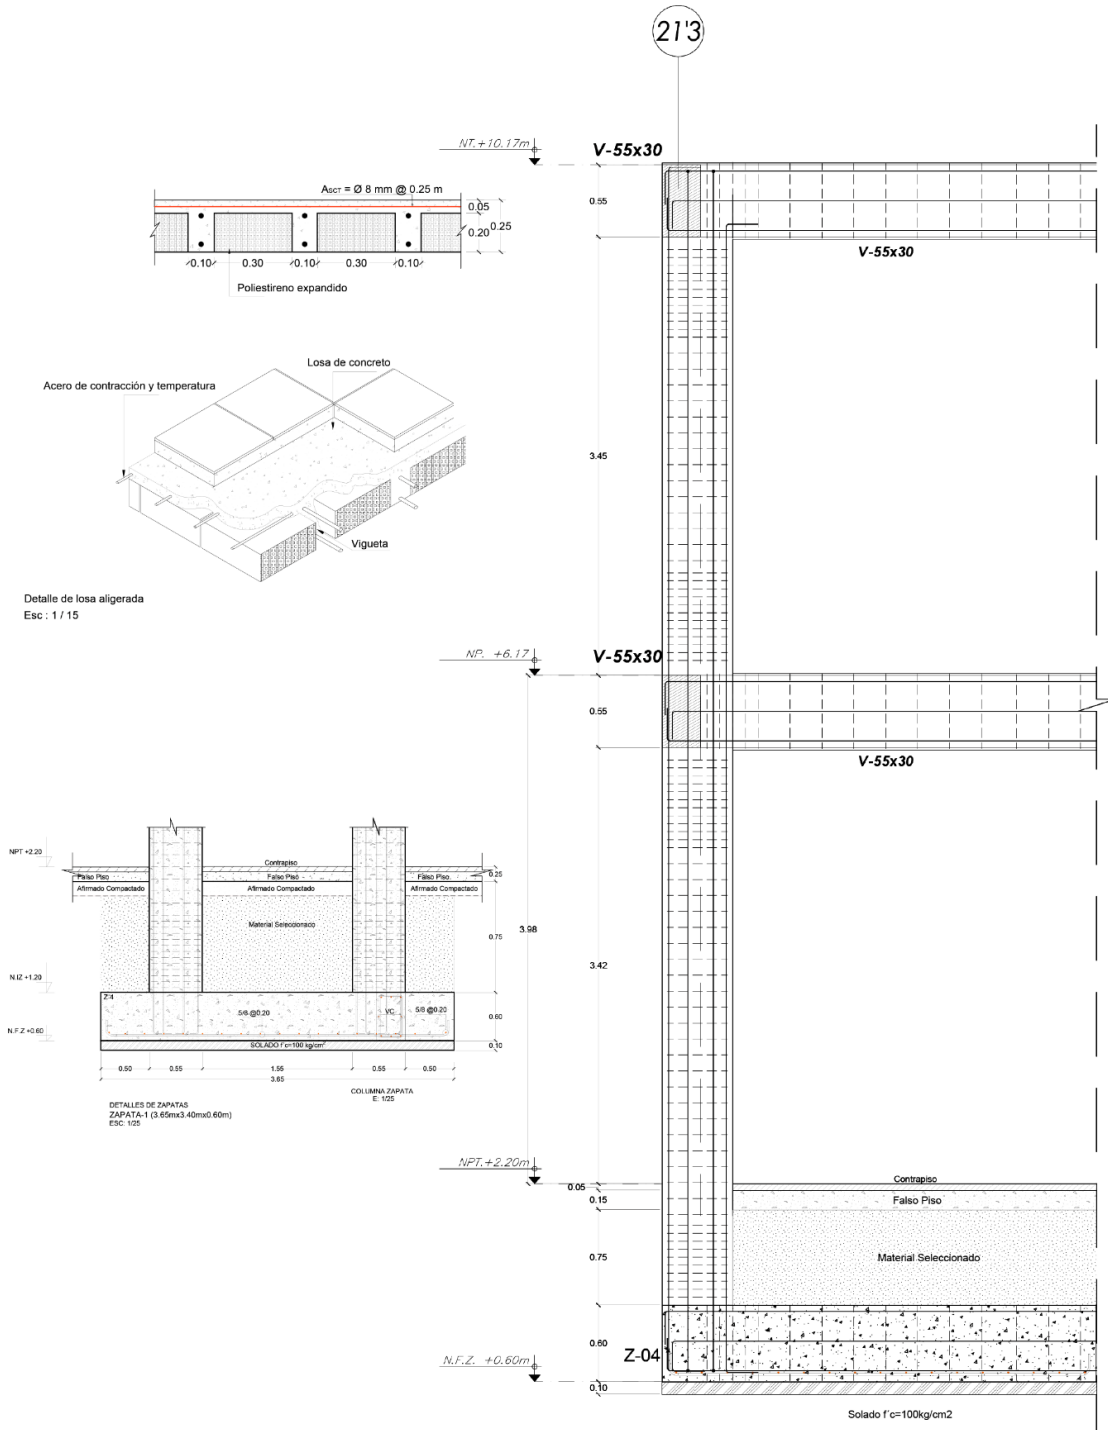 21'3
NT.+10.17m
V-55x30
0.55
V-55x30
ASCT = Ø 8 mm @ 0.25 m
0.05
0.20
0.25
0.10
0.30
0.10
0.30
0.10
Poliestireno expandido
Losa de concreto
Acero de contracción y temperatura
Vigueta
Detalle de losa aligerada
Esc : 1 / 15
3.45
NP. +6.17
V-55x30
0.55
V-55x30
3.98
3.42
NPT +2.20
Contrapiso
Falso Piso
Falso Piso
Falso Piso
0.25
Afirmado Compactado
Afirmado Compactado
Afirmado Compactado
Material Seleccionado
0.75
N.IZ +1.20
Z-4
5/8 @0.20
VC
5/8 @0.20
0.60
N.F.Z +0.60
SOLADO f'c=100 kg/cm2
0.10
0.50
0.55
1.55
0.55
0.50
3.65
COLUMNA ZAPATA
E: 1/25
DETALLES DE ZAPATAS
ZAPATA-1 (3.65mx3.40mx0.60m)
ESC: 1/25
NPT.+2.20m
0.05
Contrapiso
0.15
Falso Piso
0.75
Material Seleccionado
0.60
Z-04
N.F.Z. +0.60m
0.10
Solado f´c=100kg/cm2